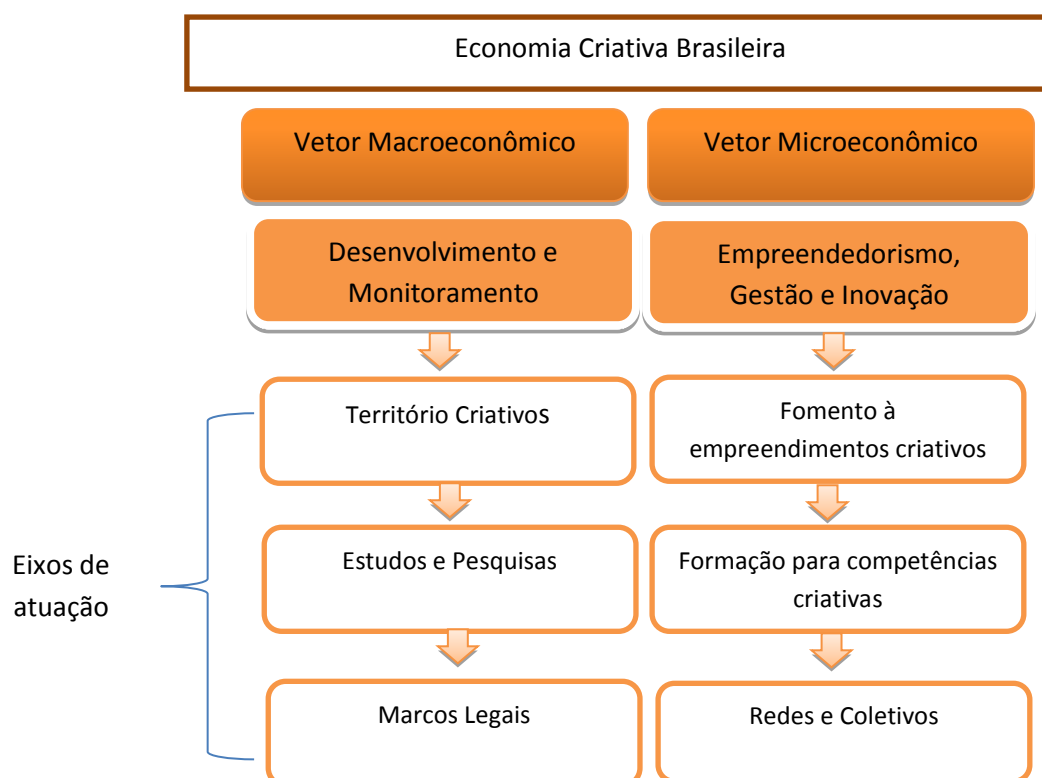 Economia Criativa Brasileira
Vetor Macroeconômico
Vetor Microeconômico
Desenvolvimento e
Monitoramento
Empreendedorismo,
Gestão e Inovação
Território Criativos
Fomento à
empreendimentos criativos
Eixos de
atuação
Estudos e Pesquisas
Formação para competências
criativas
Marcos Legais
Redes e Coletivos